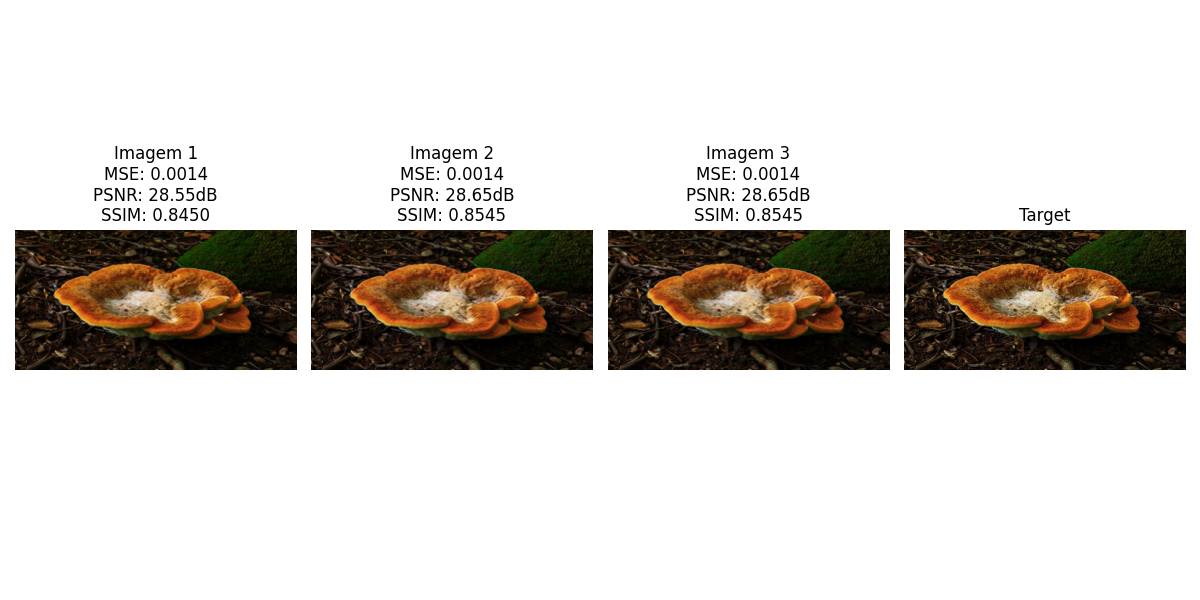 Imagem 1
MSE: 0.0014
PSNR: 28.55dB
SSIM: 0.8450
Imagem 2
MSE: 0.0014
PSNR: 28.65dB
SSIM: 0.8545
Imagem 3
MSE: 0.0014
PSNR: 28.65dB
SSIM: 0.8545
Target